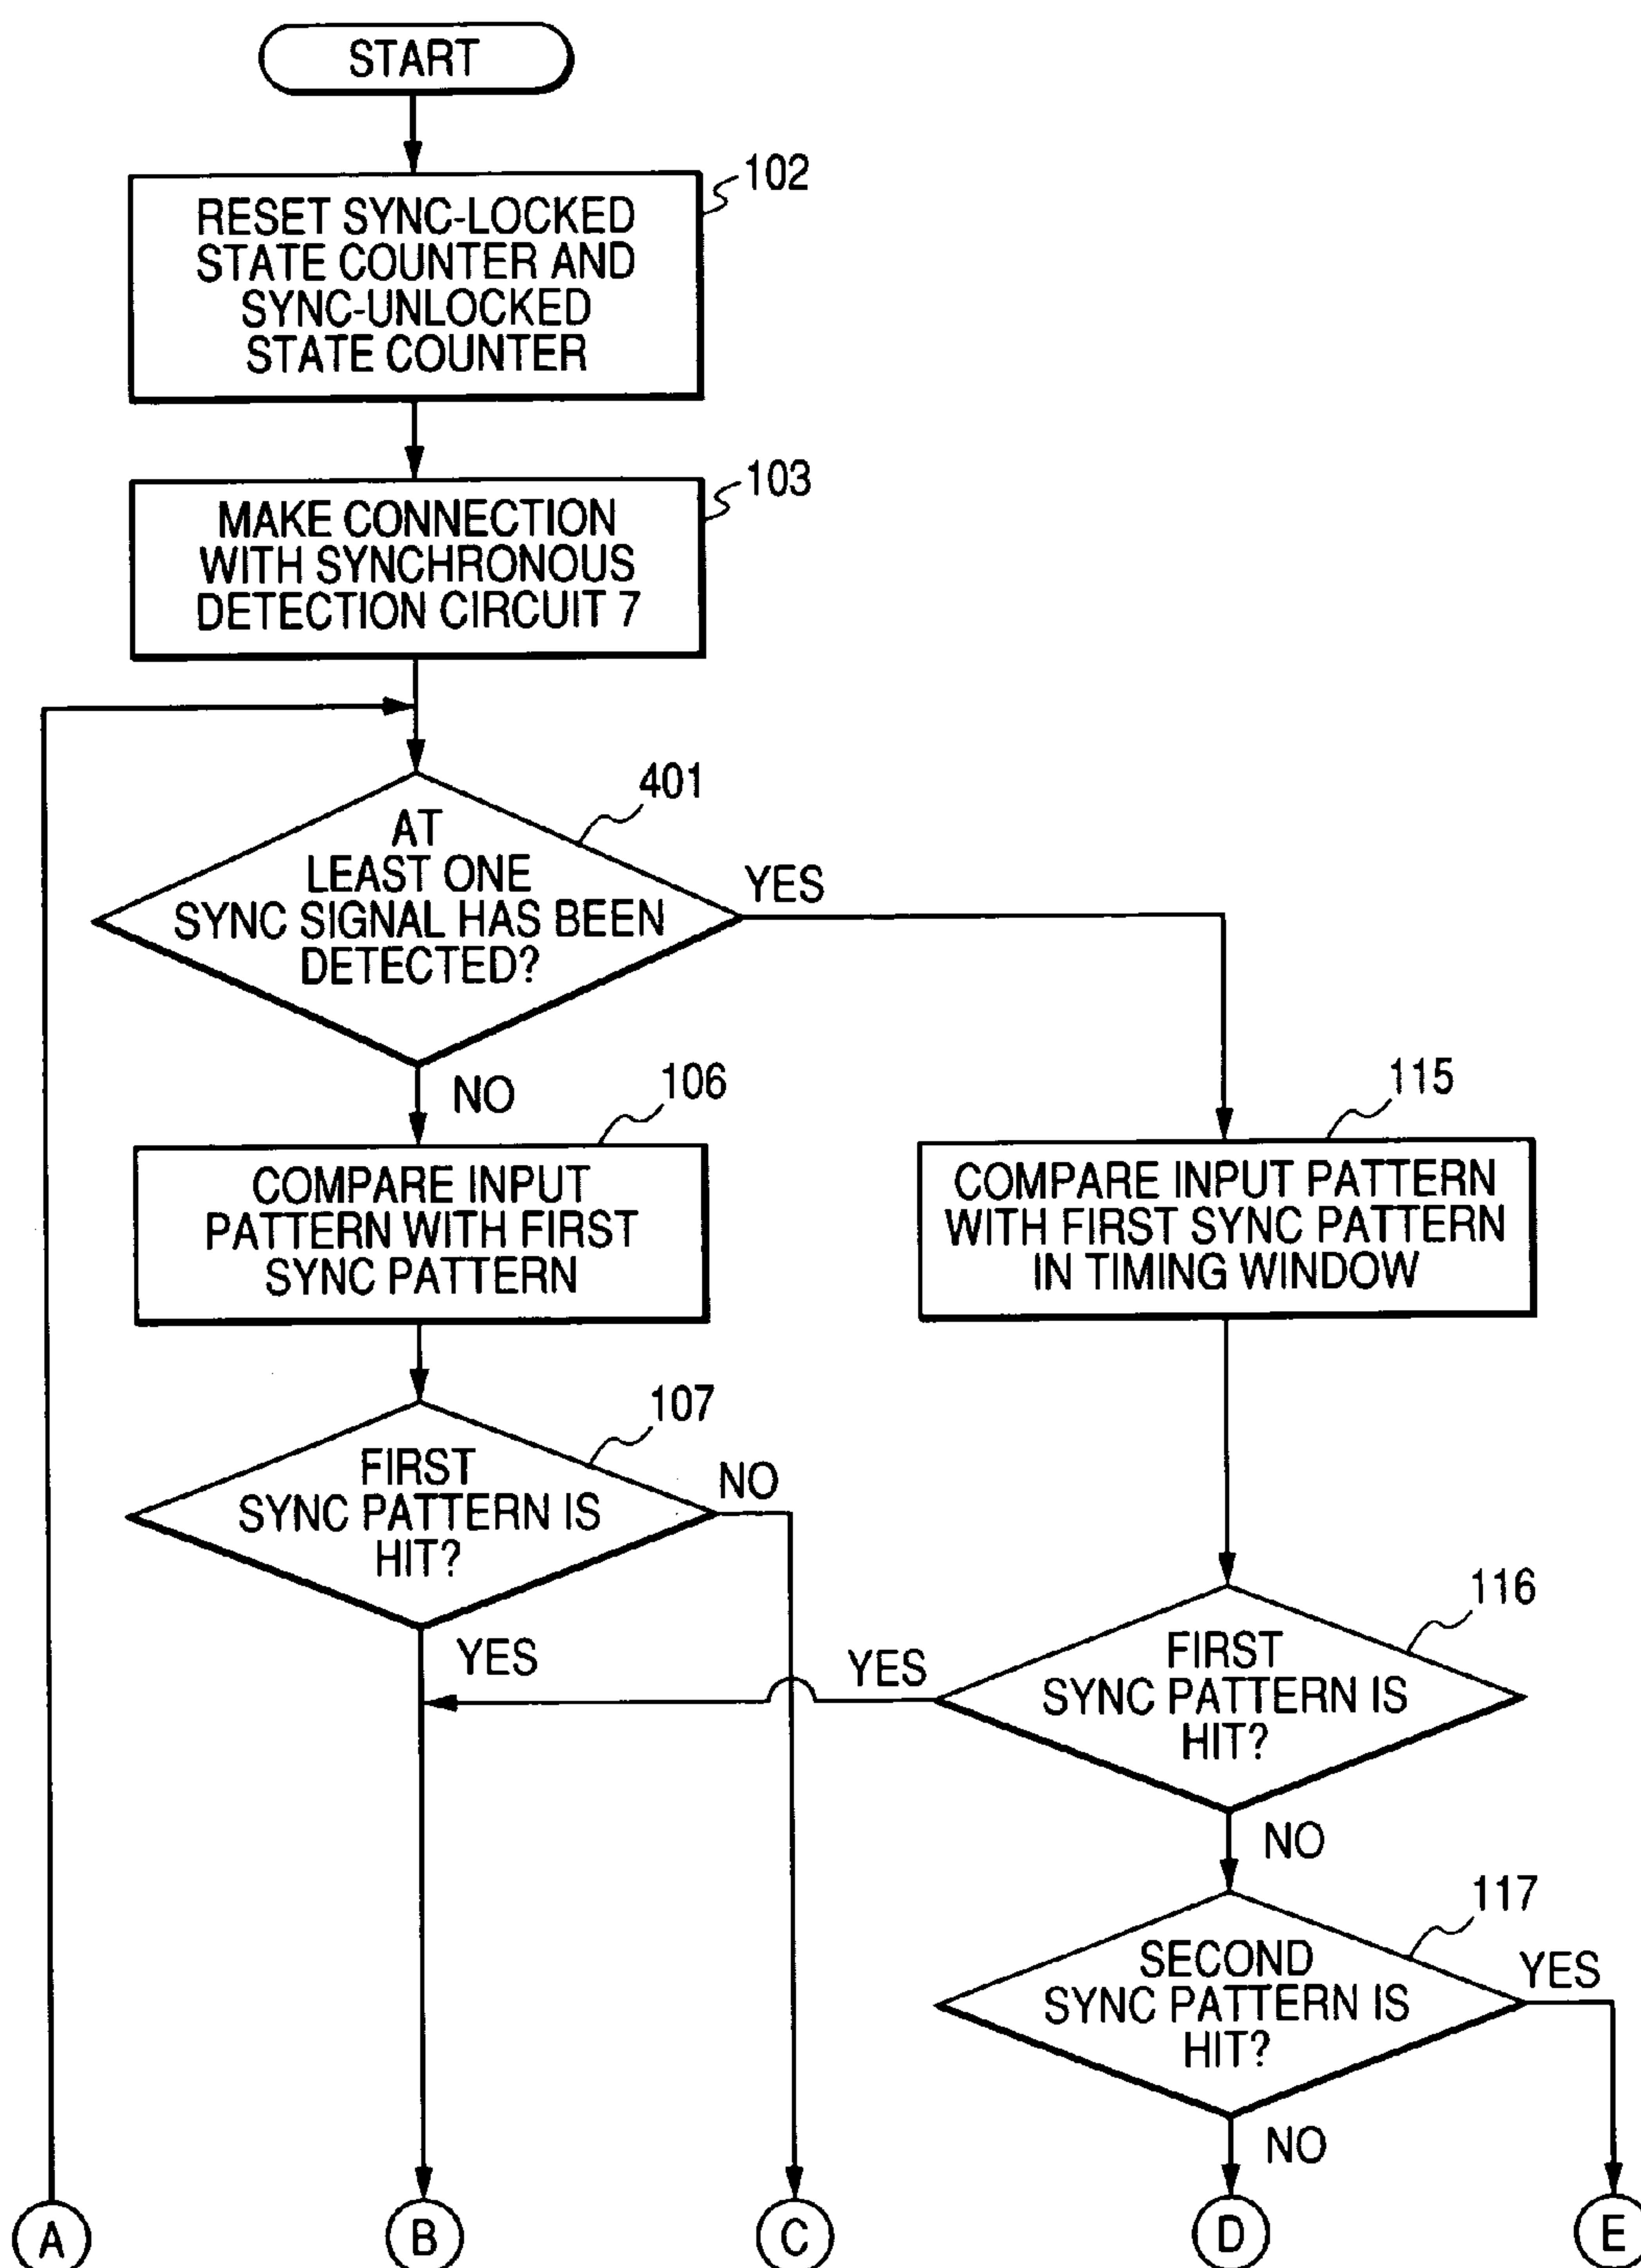 START
102
RESET SYNC-LOCKED
STATE COUNTER AND
SYNC-UNLOCKED
STATE COUNTER
103
MAKE CONNECTION
WITH SYNCHRONOUS
DETECTION CIRCUIT 7
401
AT
LEAST ONE
SYNC SIGNAL HAS BEEN
DETECTED?
YES
NO
106
COMPARE INPUT
PATTERN WITH FIRST
SYNC PATTERN
115
COMPARE INPUT PATTERN
WITH FIRST SYNC PATTERN
IN TIMING WINDOW
107
FIRST
SYNC PATTERN IS
HIT?
NO
YES
116
FIRST
SYNC PATTERN IS
HIT?
YES
NO
117
SECOND
SYNC PATTERN IS
HIT?
YES
NO
A
B
C
D
E